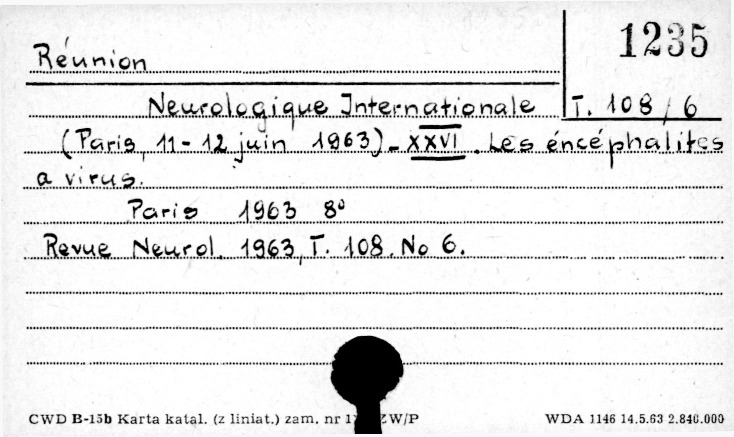 1235
Réunion
Neurologique Internationale T. 108/6
(Paris, 11-12 juin 1963)-XXVI. Les éncéphalites
a virus.
Paris 1963 8°
Revue Neurol. 1963, T. 108. No 6.
CWD B-15b Karta katal. (z liniat.) zam. nr ZW/P WDA 1146 14.5.63 2.840.000